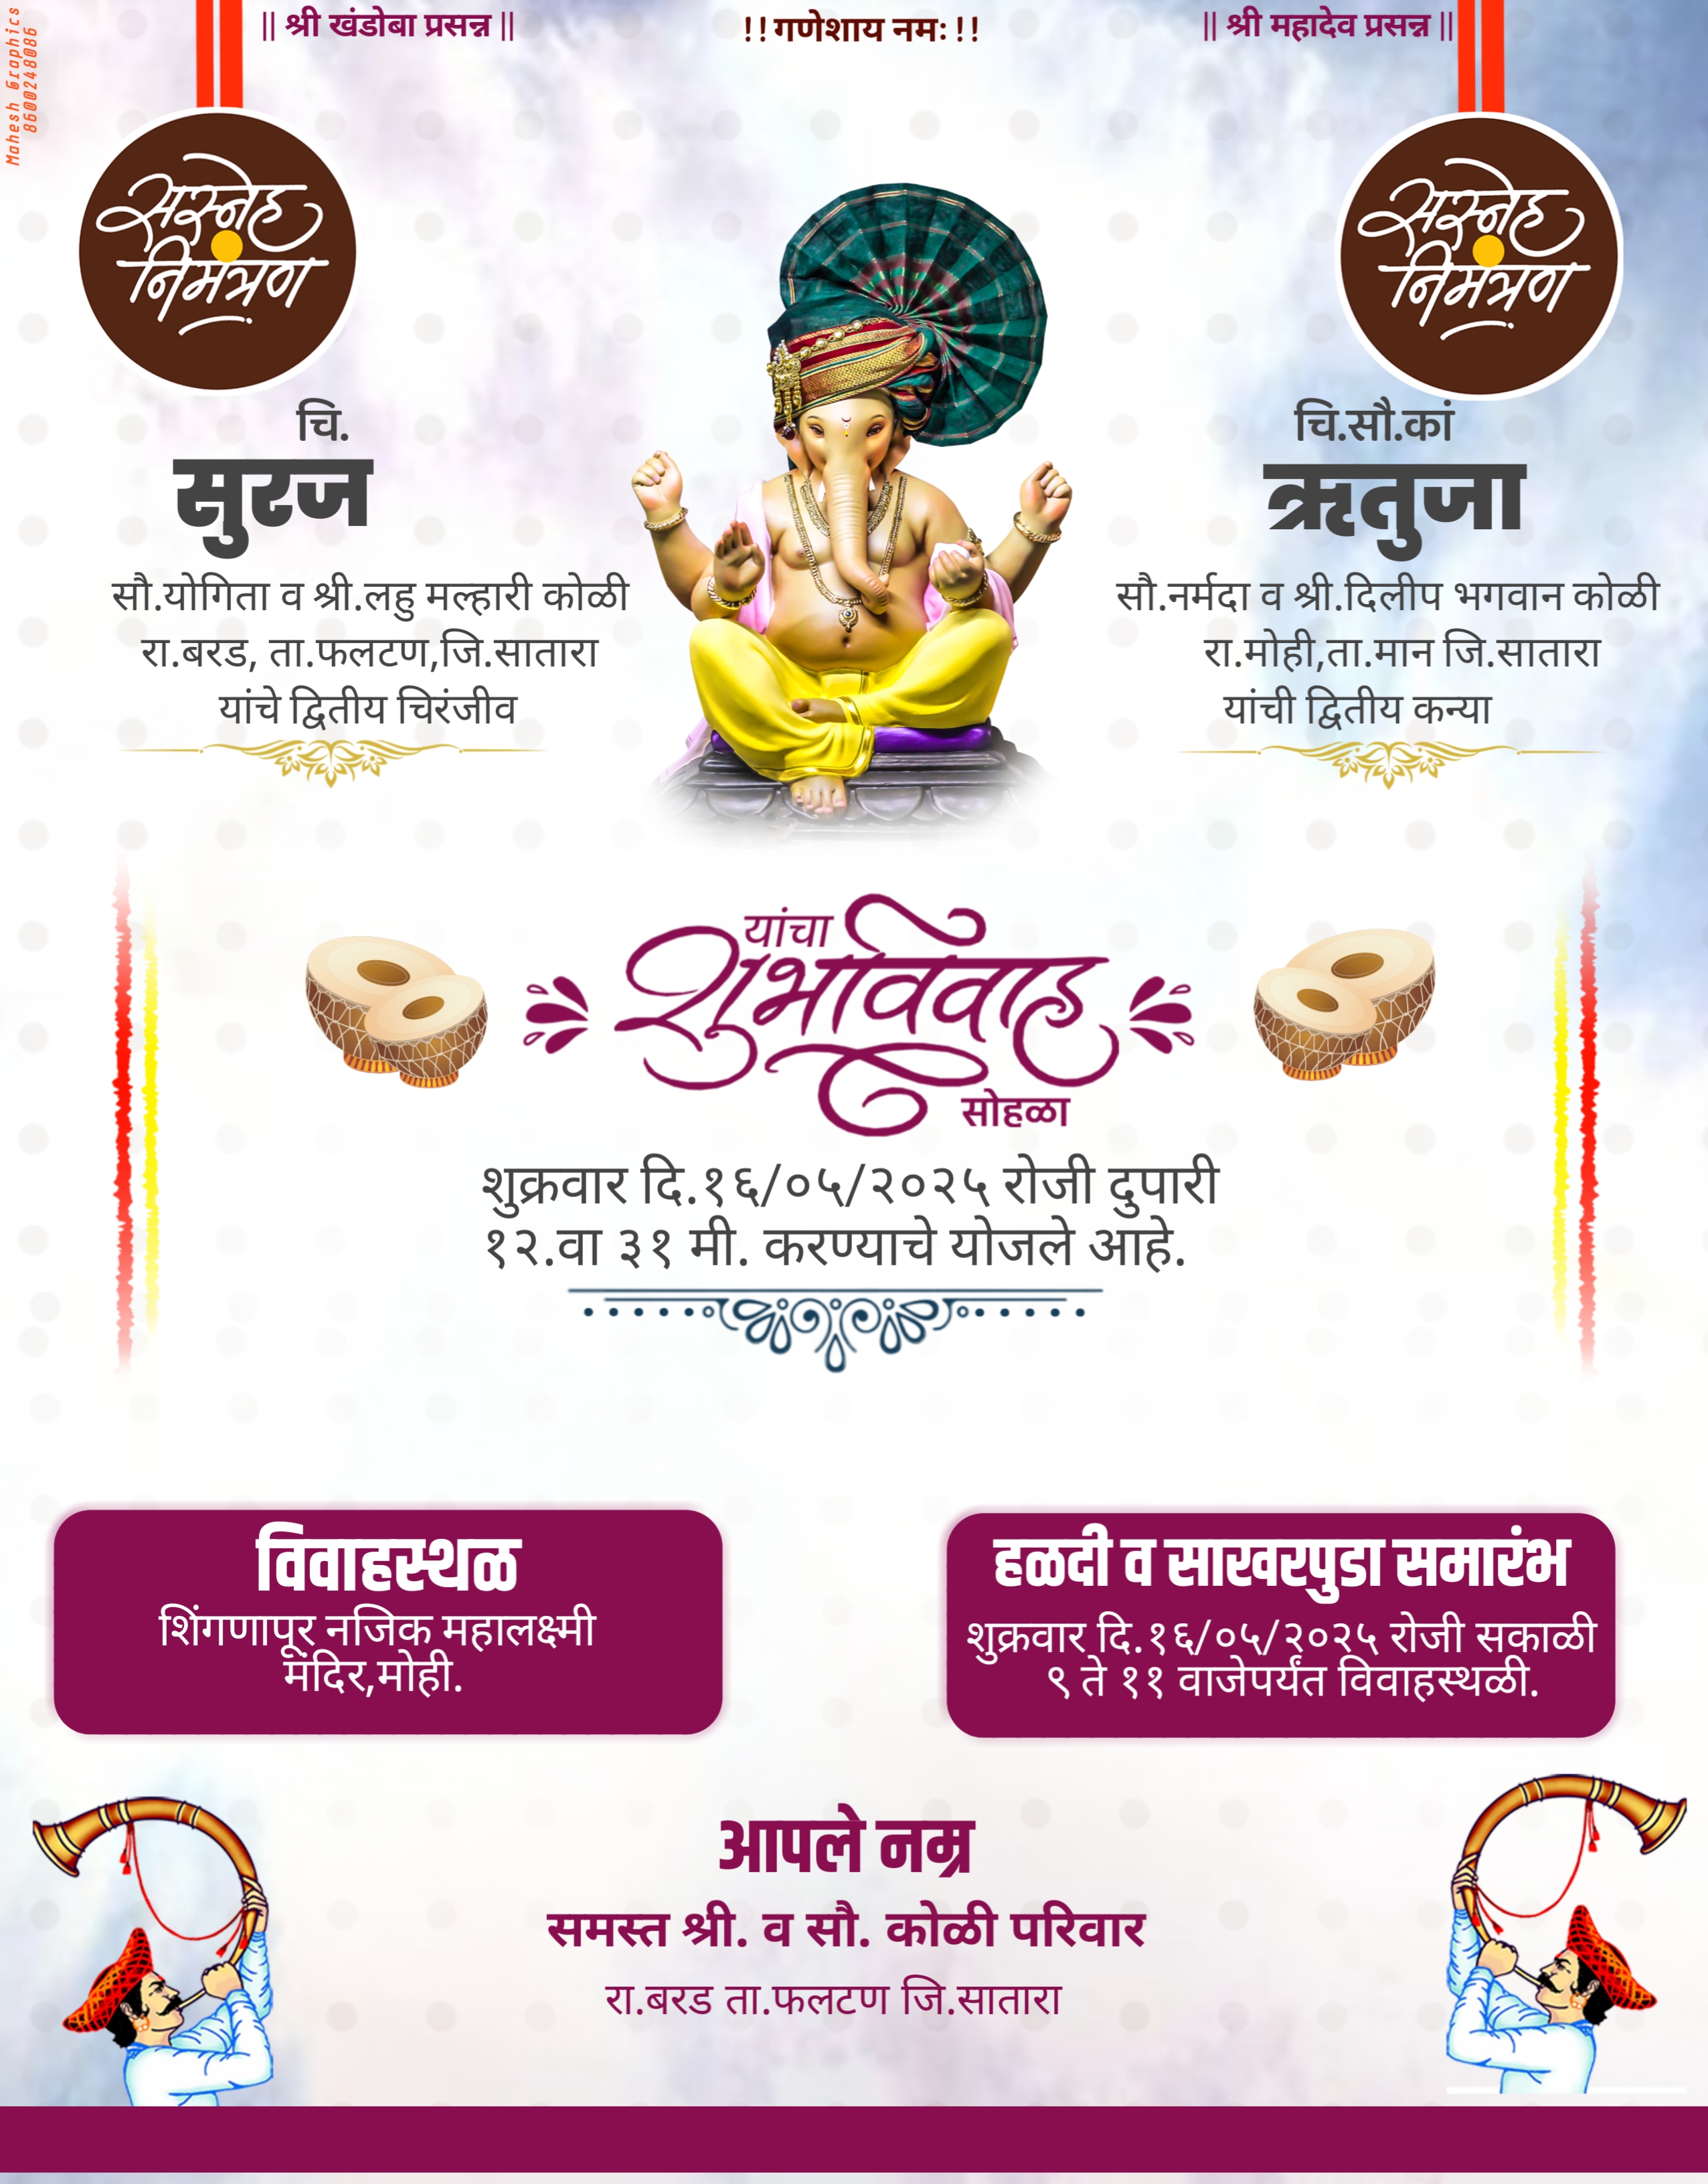 Mahesh Graphics
8600248086
|| श्री खंडोबा प्रसन्न ||
!! गणेशाय नमः !!
|| श्री महादेव प्रसन्न ||
सस्नेह
निमंत्रण
सस्नेह
निमंत्रण
चि.
सुरज
सौ.योगिता व श्री.लहु मल्हारी कोळी
रा.बरड, ता.फलटण,जि.सातारा
यांचे द्वितीय चिरंजीव
चि.सौ.कां
ऋतुजा
सौ.नर्मदा व श्री.दिलीप भगवान कोळी
रा.मोही,ता.मान जि.सातारा
यांची द्वितीय कन्या
यांचा
शुभविवाह
सोहळा
शुक्रवार दि.१६/०५/२०२५ रोजी दुपारी
१२.वा ३१ मी. करण्याचे योजले आहे.
विवाहस्थळ
शिंगणापूर नजिक महालक्ष्मी
मंदिर,मोही.
हळदी व साखरपुडा समारंभ
शुक्रवार दि.१६/०५/२०२५ रोजी सकाळी
९ ते ११ वाजेपर्यंत विवाहस्थळी.
आपले नम्र
समस्त श्री. व सौ. कोळी परिवार
रा.बरड ता.फलटण जि.सातारा